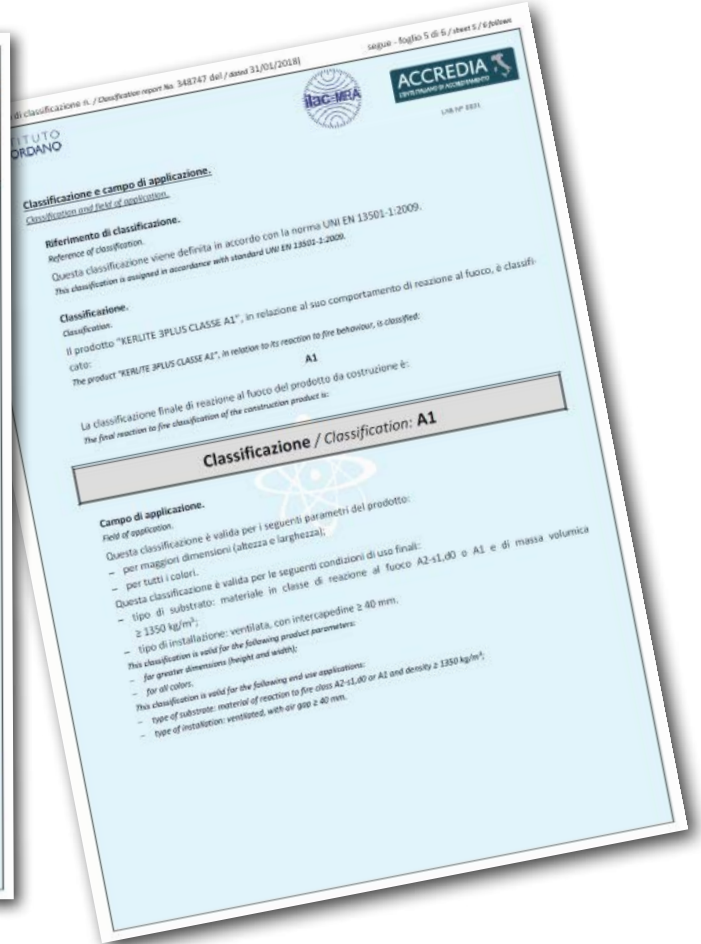 di classificazione n. / Classification report No. 348747 del / dated 31/01/2018)
segue - foglio 5 di 6 / sheet 5 / 6 follows
ilac-MRA
ACCREDIA
L'ENTE ITALIANO DI ACCREDITAMENTO
LAB N° 0021
TITUTO
ORDANO
Classificazione e campo di applicazione.
Classification and field of application.
Riferimento di classificazione.
Reference of classification.
Questa classificazione viene definita in accordo con la norma UNI EN 13501-1:2009.
This classification is assigned in accordance with standard UNI EN 13501-1:2009.
Classificazione.
Classification.
Il prodotto "KERLITE 3PLUS CLASSE A1", in relazione al suo comportamento di reazione al fuoco, è classifi-
cato:
The product "KERLITE 3PLUS CLASSE A1", in relation to its reaction to fire behaviour, is classified:
A1
La classificazione finale di reazione al fuoco del prodotto da costruzione è:
The final reaction to fire classification of the construction product is:
Classificazione / Classification: A1
Campo di applicazione.
Field of application.
Questa classificazione è valida per i seguenti parametri del prodotto:
– per maggiori dimensioni (altezza e larghezza);
– per tutti i colori.
Questa classificazione è valida per le seguenti condizioni di uso finali:
– tipo di substrato: materiale in classe di reazione al fuoco A2-s1,d0 o A1 e di massa volumica
≥ 1350 kg/m³;
– tipo di installazione: ventilata, con intercapedine ≥ 40 mm.
This classification is valid for the following product parameters:
– for greater dimensions (height and width);
– for all colors.
This classification is valid for the following end use applications:
– type of substrate: material of reaction to fire class A2-s1,d0 or A1 and density ≥ 1350 kg/m³;
– type of installation: ventilated, with air gap ≥ 40 mm.